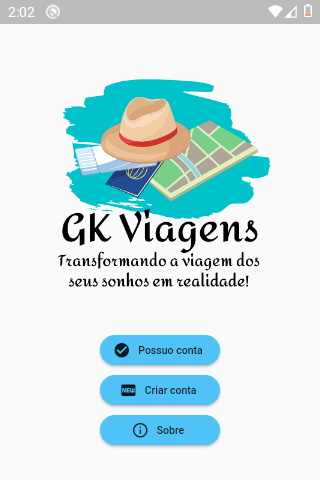 2:02
GK Viagens
Transformando a viagem dos
seus sonhos em realidade!
Possuo conta
NEW
Criar conta
Sobre